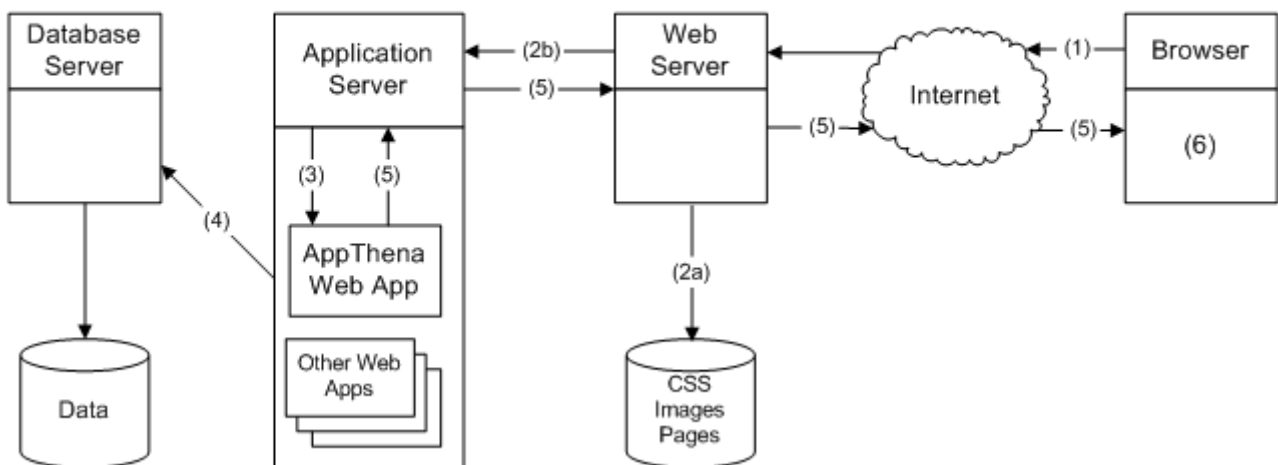 Database
Server
Application
Server
(2b)
(5)
Web
Server
(5)
Internet
(1)
(5)
Browser
(6)
(4)
(3)
(5)
AppThena
Web App
Other Web
Apps
Data
(2a)
CSS
Images
Pages